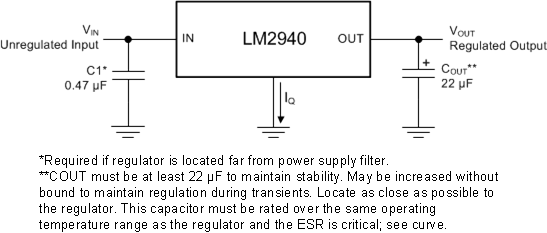 VIN
Unregulated Input
IN
LM2940
OUT
VOUT
Regulated Output
C1*
0.47 µF
IQ
+
COUT**
22 µF
*Required if regulator is located far from power supply filter.
**COUT must be at least 22 µF to maintain stability. May be increased without
bound to maintain regulation during transients. Locate as close as possible to
the regulator. This capacitor must be rated over the same operating
temperature range as the regulator and the ESR is critical; see curve.